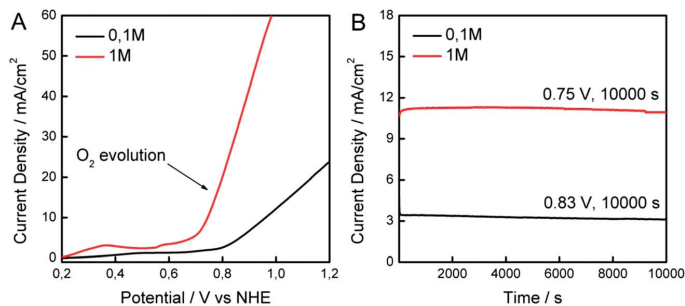 A
0,1M
1M
O2 evolution
Current Density / mA/cm²
60
50
40
30
20
10
0
0,2 0,4 0,6 0,8 1,0 1,2
Potential / V vs NHE
B
0,1M
1M
0.75 V, 10000 s
0.83 V, 10000 s
Current Density / mA/cm²
18
15
12
9
6
3
0
2000 4000 6000 8000 10000
Time / s